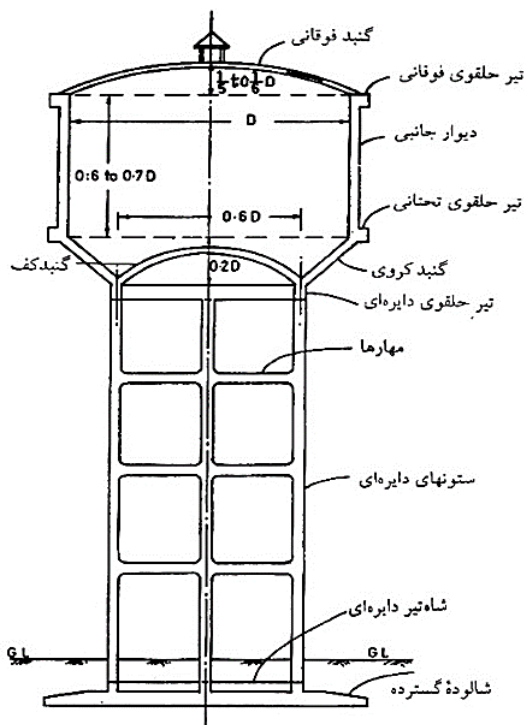 گنبد فوقانی
1/5 to 1/6 D
تیر حلقوی فوقانی
D
دیوار جانبی
0:6 to 0.7D
تیر حلقوی تحتانی
0.6D
گنبد کف
0.2D
گنبد کروی
تیر حلقوی دایره‌ای
مهارها
ستونهای دایره‌ای
شاه‌تیر دایره‌ای
GL
GL
شالودهٔ گسترده